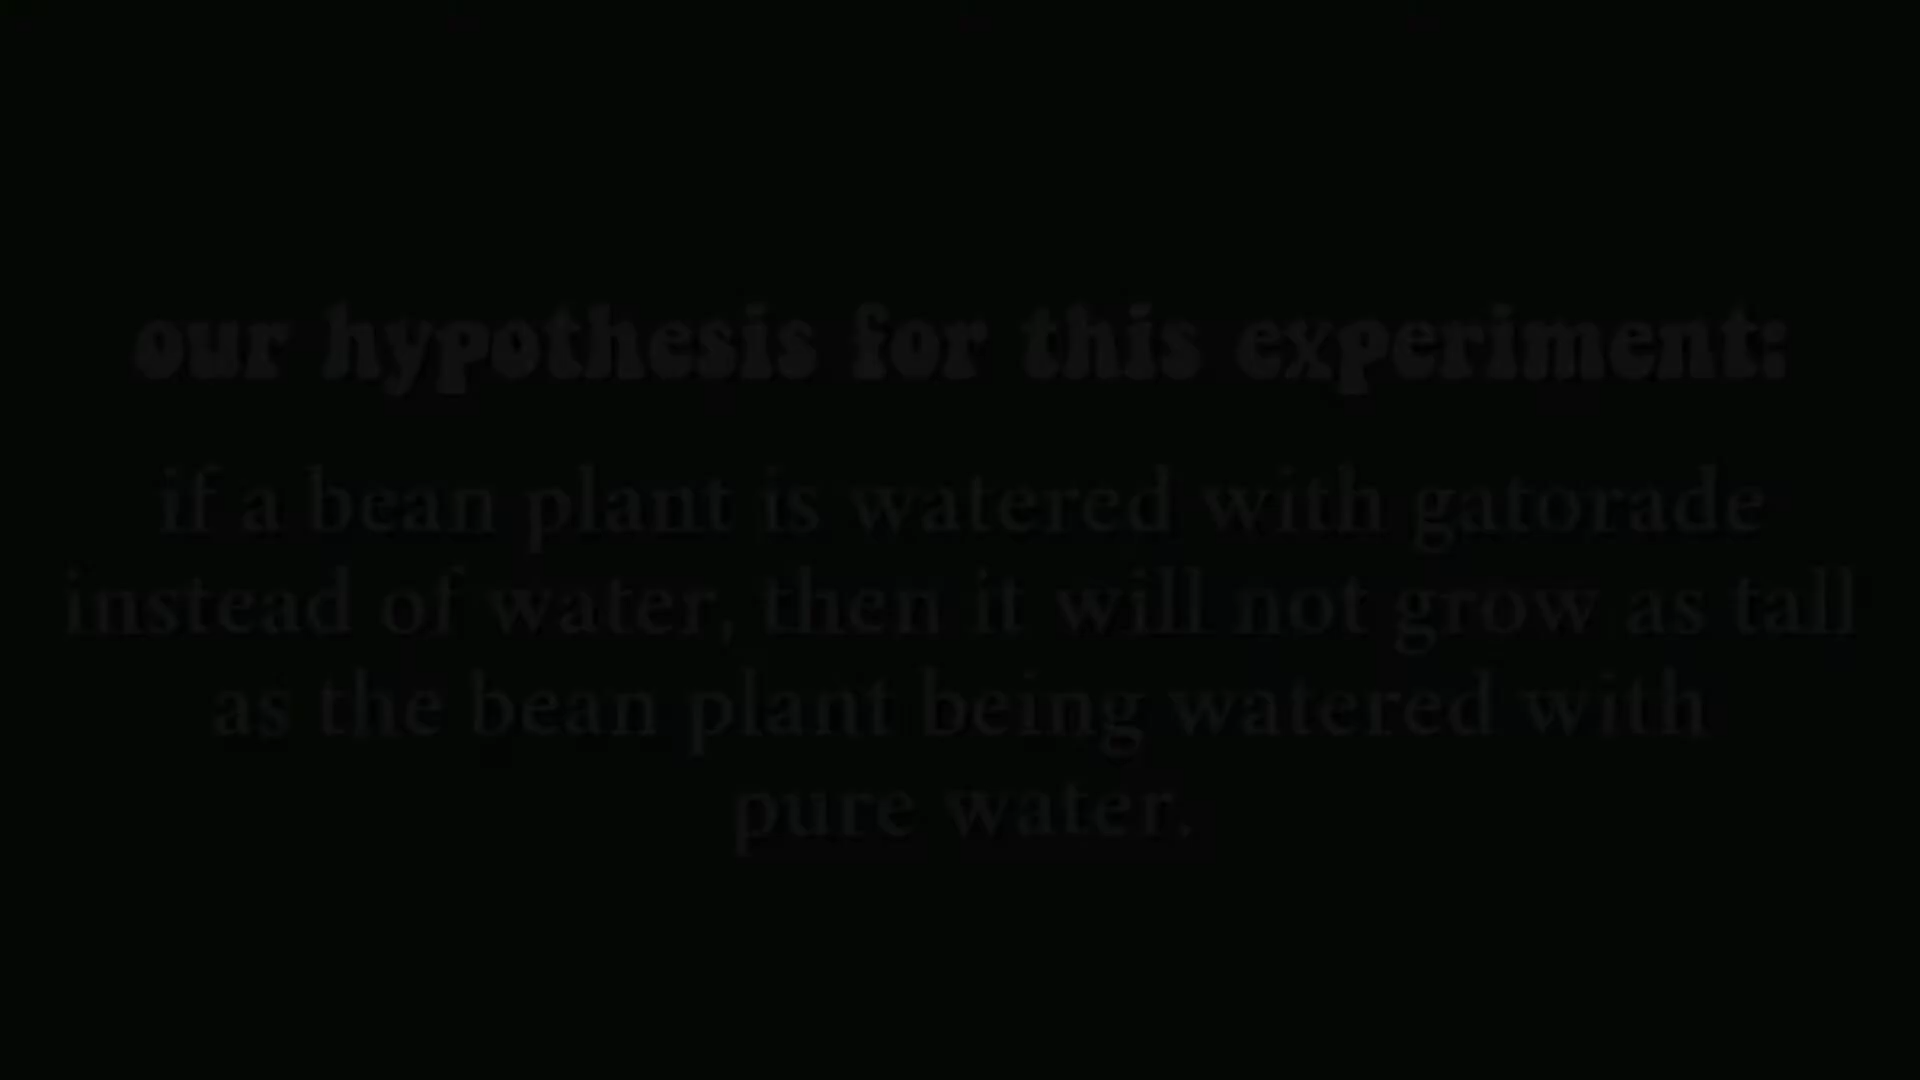 our hypothesis for this experiment:
if a bean plant is watered with gatorade
instead of water, then it will not grow as tall
as the bean plant being watered with
pure water.